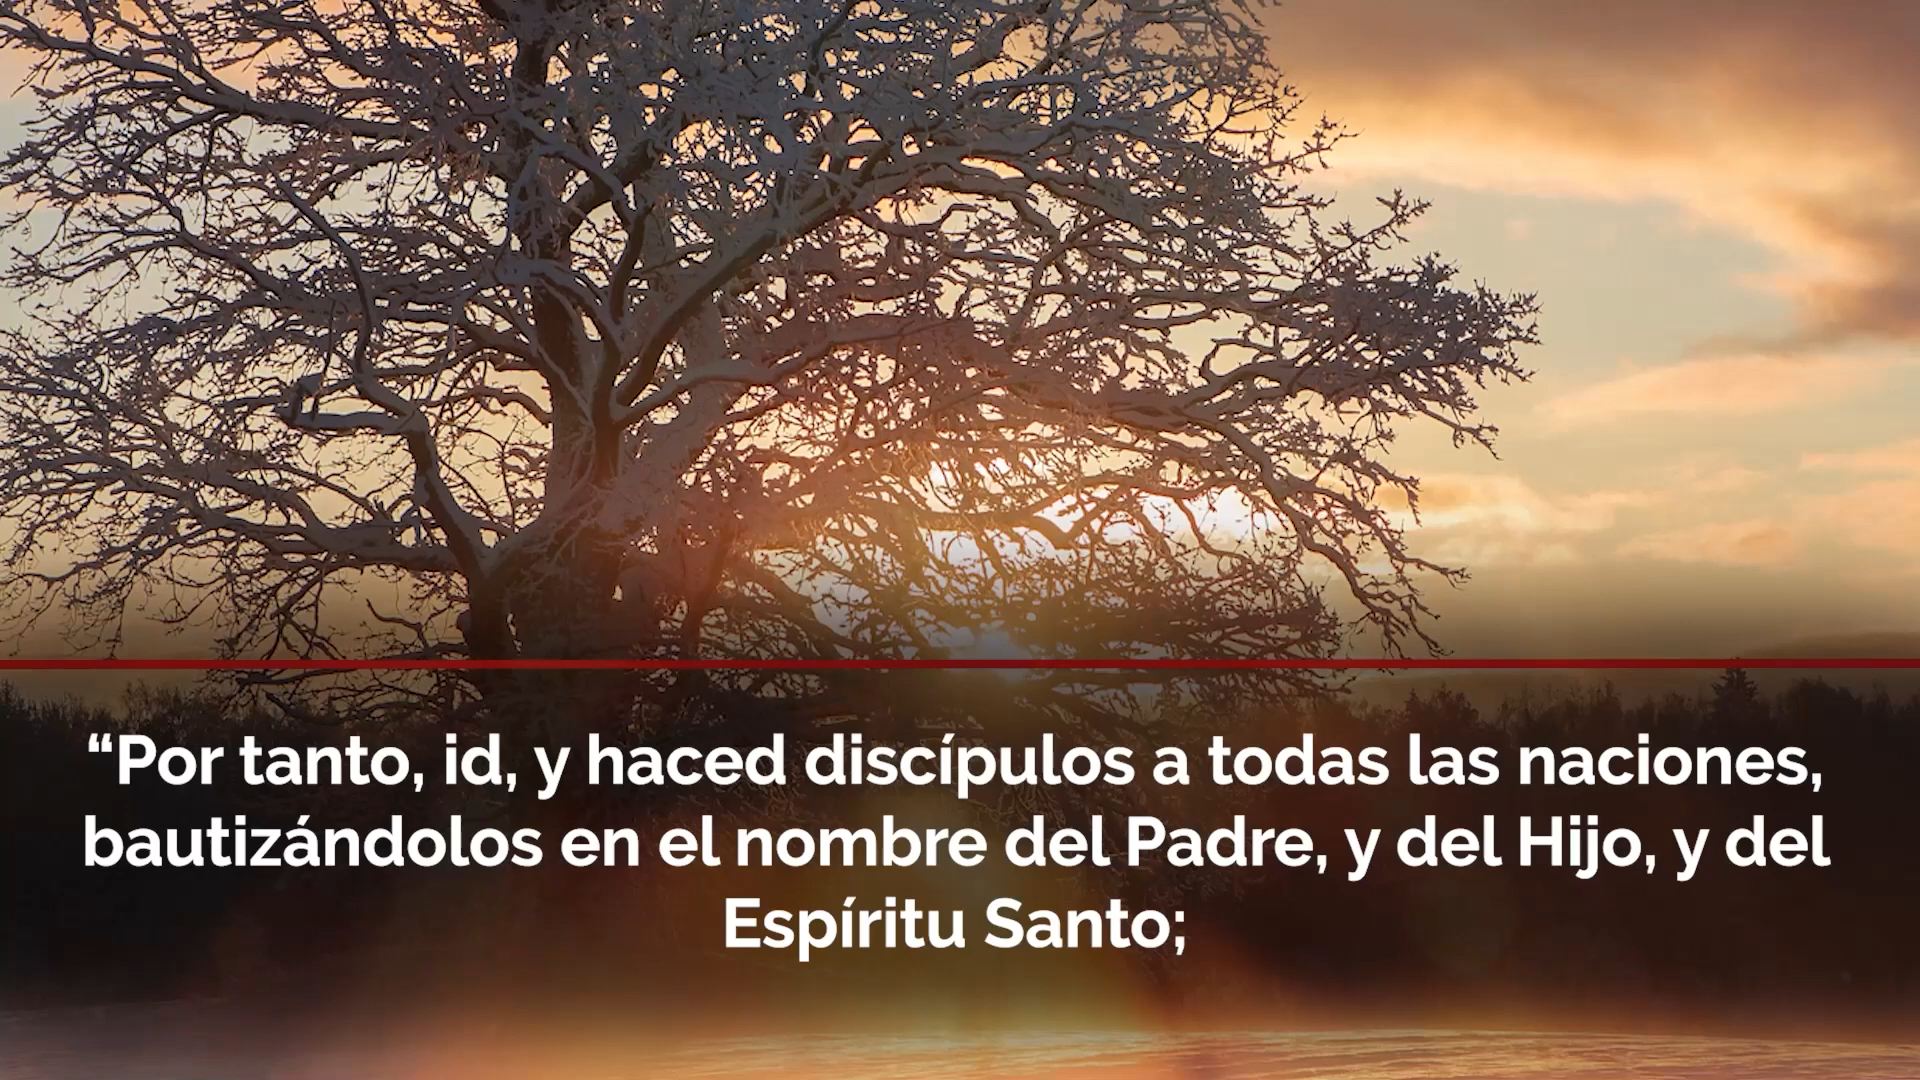 “Por tanto, id, y haced discípulos a todas las naciones,
bautizándolos en el nombre del Padre, y del Hijo, y del
Espíritu Santo;